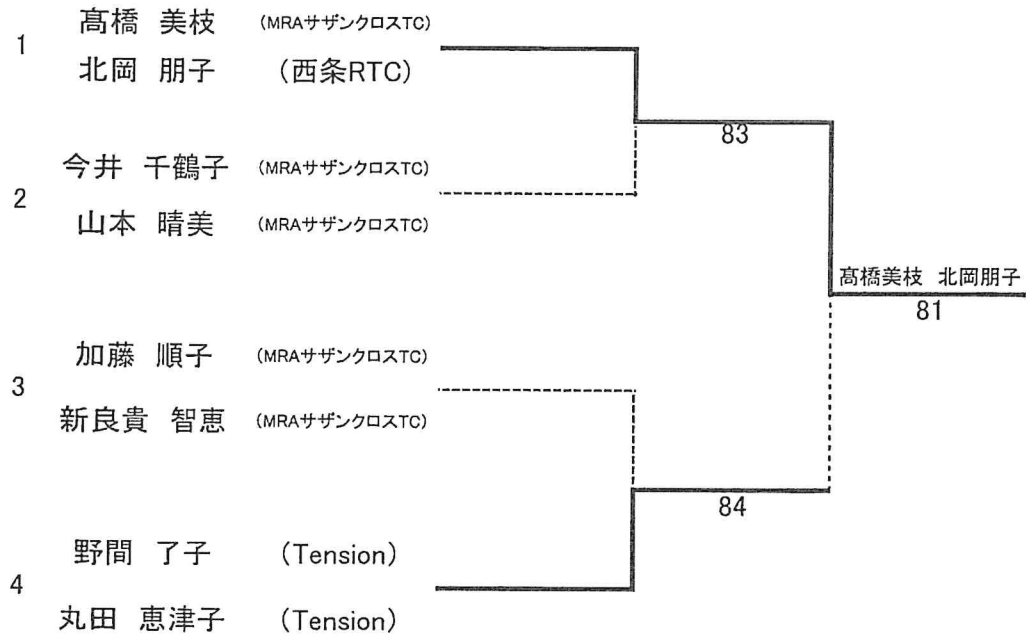 1
髙橋 美枝 (MRAサザンクロスTC)
北岡 朋子 (西条RTC)
83
2
今井 千鶴子 (MRAサザンクロスTC)
山本 晴美 (MRAサザンクロスTC)
髙橋美枝 北岡朋子
81
3
加藤 順子 (MRAサザンクロスTC)
新良貴 智恵 (MRAサザンクロスTC)
84
4
野間 了子 (Tension)
丸田 恵津子 (Tension)